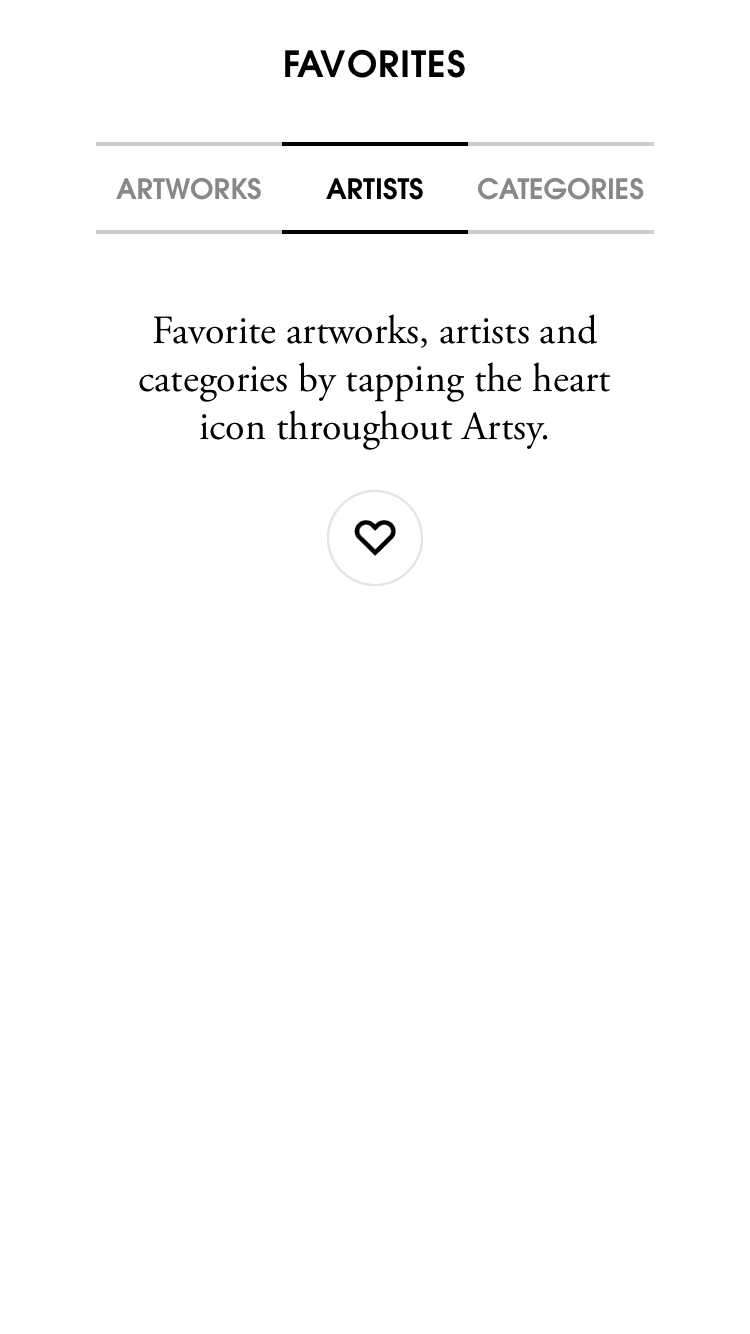 FAVORITES
ARTWORKS ARTISTS CATEGORIES
Favorite artworks, artists and
categories by tapping the heart
icon throughout Artsy.